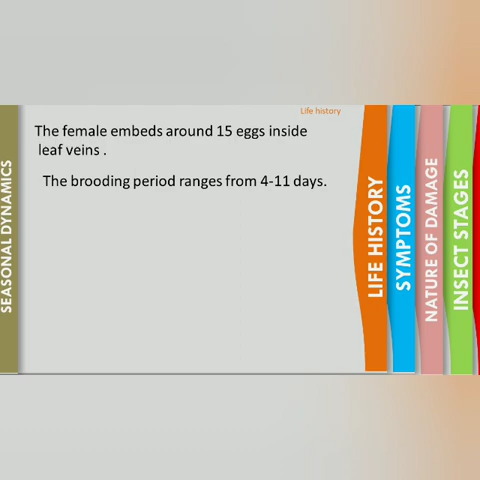 Life history
The female embeds around 15 eggs inside
leaf veins .
The brooding period ranges from 4-11 days.
SEASONAL DYNAMICS
LIFE HISTORY
SYMPTOMS
NATURE OF DAMAGE
INSECT STAGES